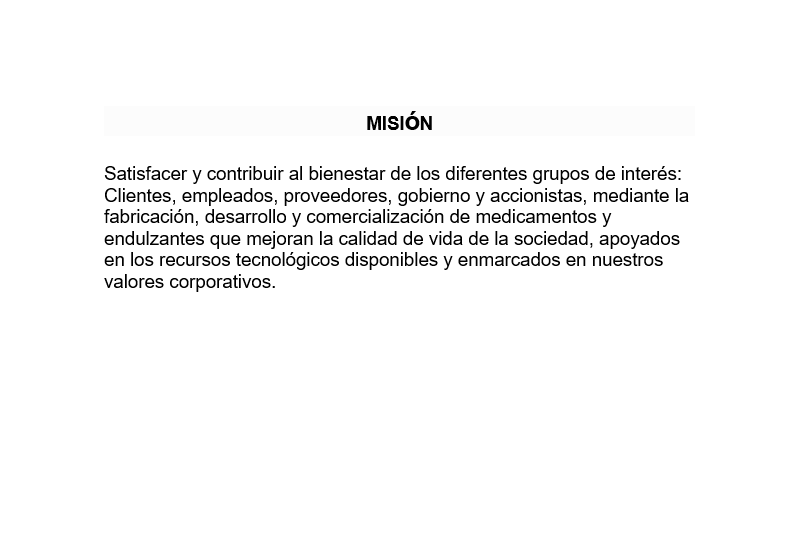 MISIÓN
Satisfacer y contribuir al bienestar de los diferentes grupos de interés:
Clientes, empleados, proveedores, gobierno y accionistas, mediante la
fabricación, desarrollo y comercialización de medicamentos y
endulzantes que mejoran la calidad de vida de la sociedad, apoyados
en los recursos tecnológicos disponibles y enmarcados en nuestros
valores corporativos.